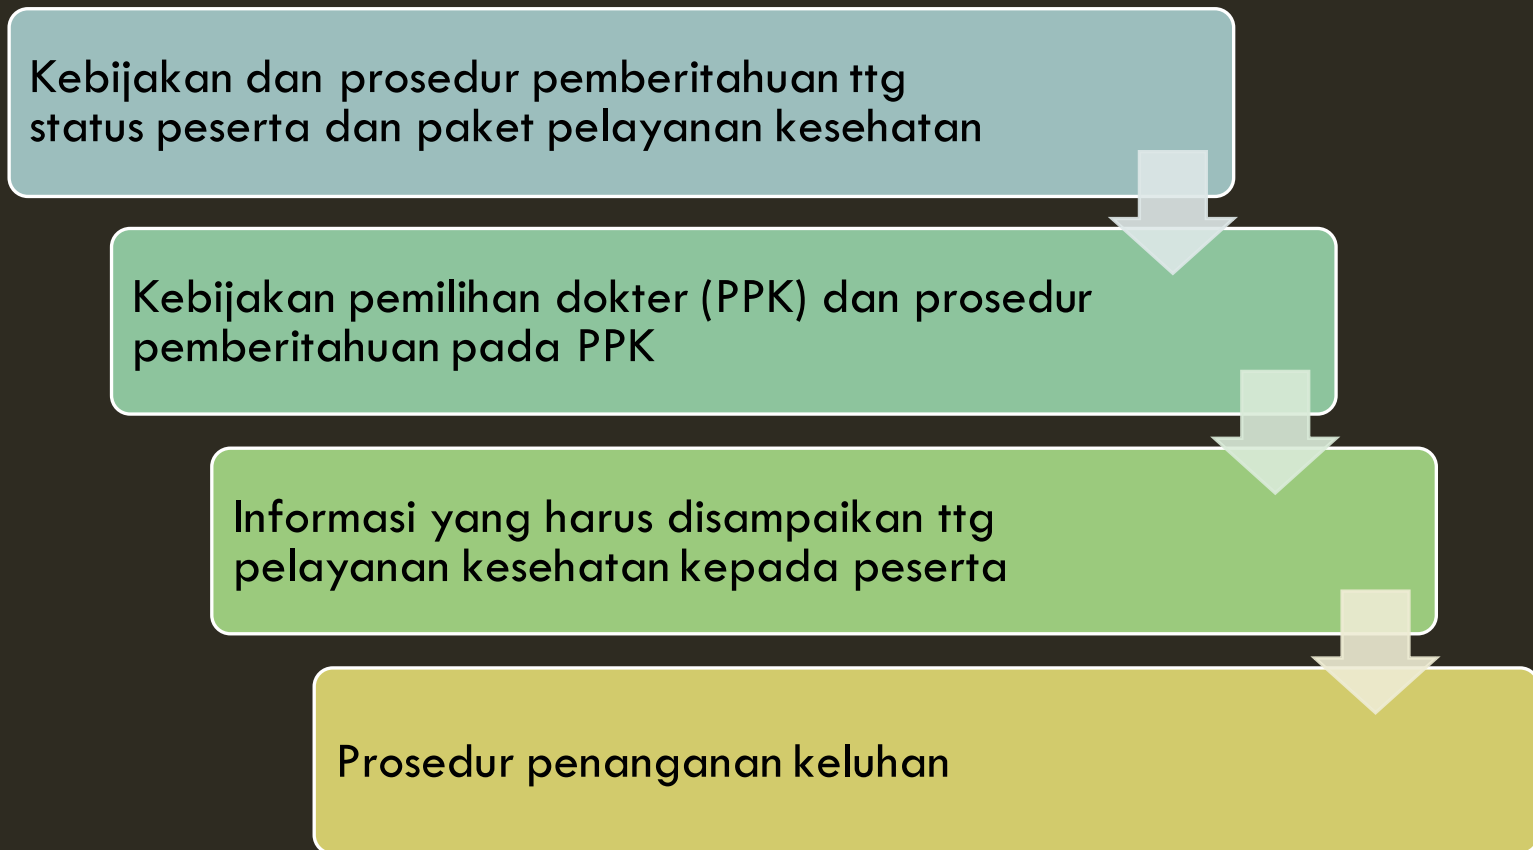 Kebijakan dan prosedur pemberitahuan ttg
status peserta dan paket pelayanan kesehatan
Kebijakan pemilihan dokter (PPK) dan prosedur
pemberitahuan pada PPK
Informasi yang harus disampaikan ttg
pelayanan kesehatan kepada peserta
Prosedur penanganan keluhan